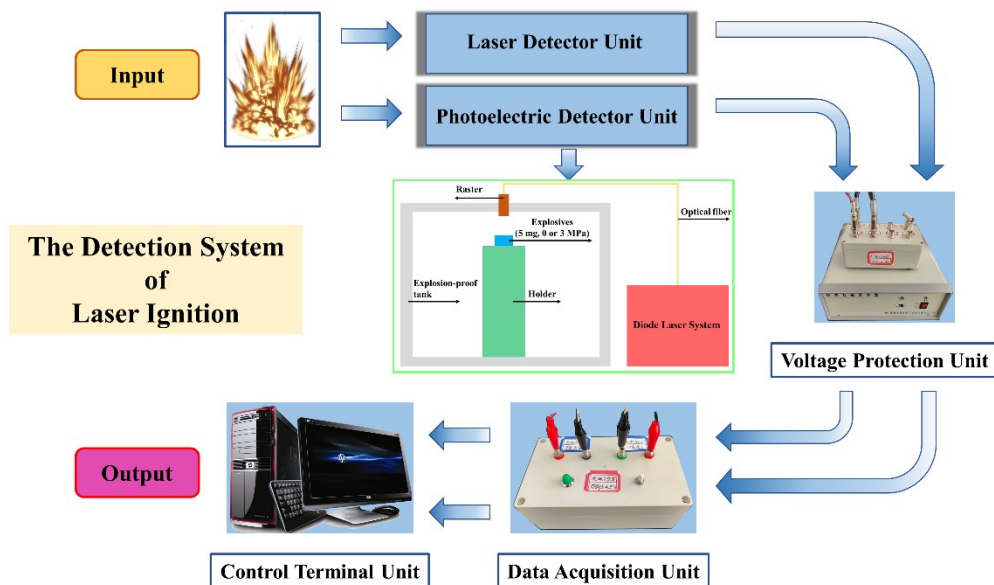 Input
Laser Detector Unit
Photoelectric Detector Unit
Raster
Optical fiber
Explosives
(5 mg, 0 or 3 MPa)
Explosion-proof
tank
Holder
Diode Laser System
The Detection System
of
Laser Ignition
Voltage Protection Unit
Output
Control Terminal Unit
Data Acquisition Unit